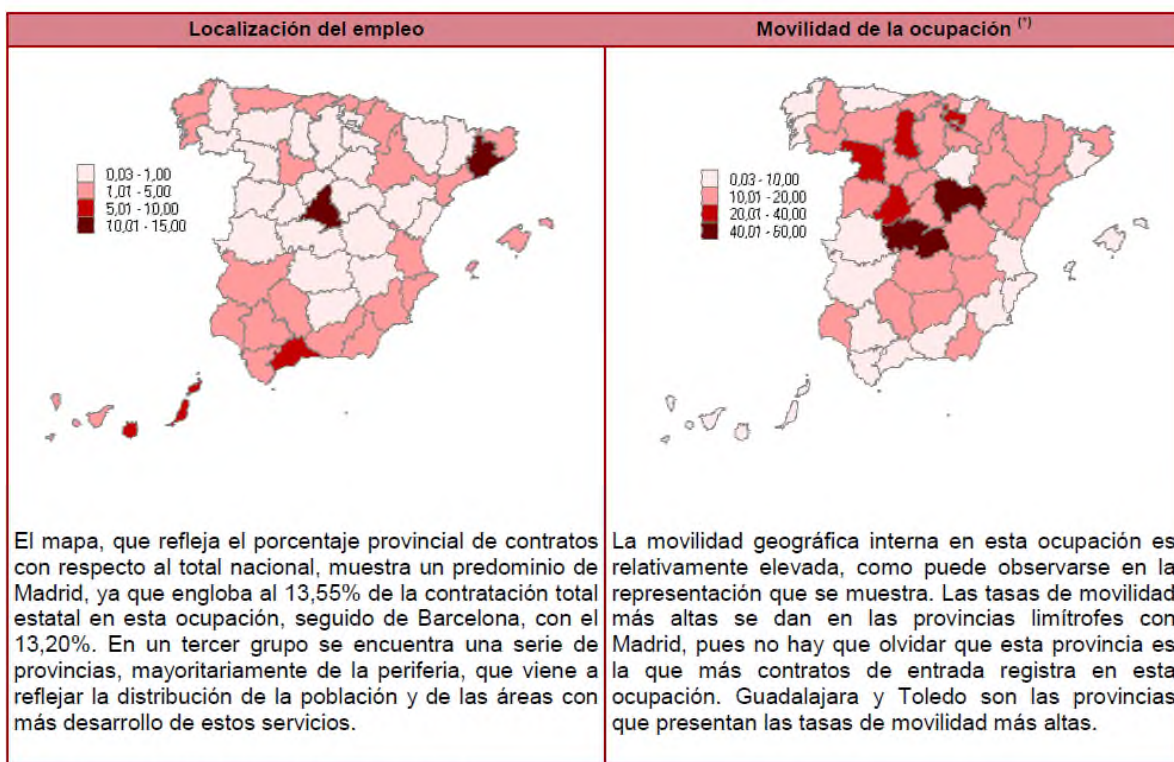 Localización del empleo
Movilidad de la ocupación (*)
0,03 - 1,00
1,01 - 5,00
5,01 - 10,00
10,01 - 15,00
0,03 - 10,00
10,01 - 20,00
20,01 - 40,00
40,01 - 60,00
El mapa, que refleja el porcentaje provincial de contratos
con respecto al total nacional, muestra un predominio de
Madrid, ya que engloba al 13,55% de la contratación total
estatal en esta ocupación, seguido de Barcelona, con el
13,20%. En un tercer grupo se encuentra una serie de
provincias, mayoritariamente de la periferia, que viene a
reflejar la distribución de la población y de las áreas con
más desarrollo de estos servicios.
La movilidad geográfica interna en esta ocupación es
relativamente elevada, como puede observarse en la
representación que se muestra. Las tasas de movilidad
más altas se dan en las provincias limítrofes con
Madrid, pues no hay que olvidar que esta provincia es
la que más contratos de entrada registra en esta
ocupación. Guadalajara y Toledo son las provincias
que presentan las tasas de movilidad más altas.